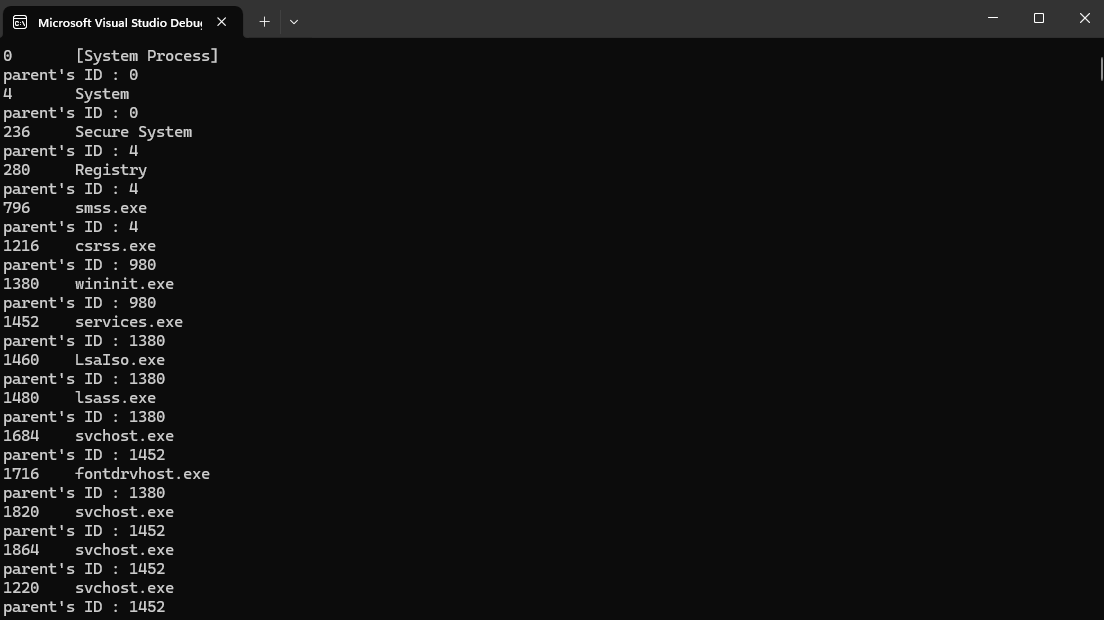 Microsoft Visual Studio Debu
0       [System Process]
parent's ID : 0
4       System
parent's ID : 0
236     Secure System
parent's ID : 4
280     Registry
parent's ID : 4
796     smss.exe
parent's ID : 4
1216    csrss.exe
parent's ID : 980
1380    wininit.exe
parent's ID : 980
1452    services.exe
parent's ID : 1380
1460    LsaIso.exe
parent's ID : 1380
1480    lsass.exe
parent's ID : 1380
1684    svchost.exe
parent's ID : 1452
1716    fontdrvhost.exe
parent's ID : 1380
1820    svchost.exe
parent's ID : 1452
1864    svchost.exe
parent's ID : 1452
1220    svchost.exe
parent's ID : 1452